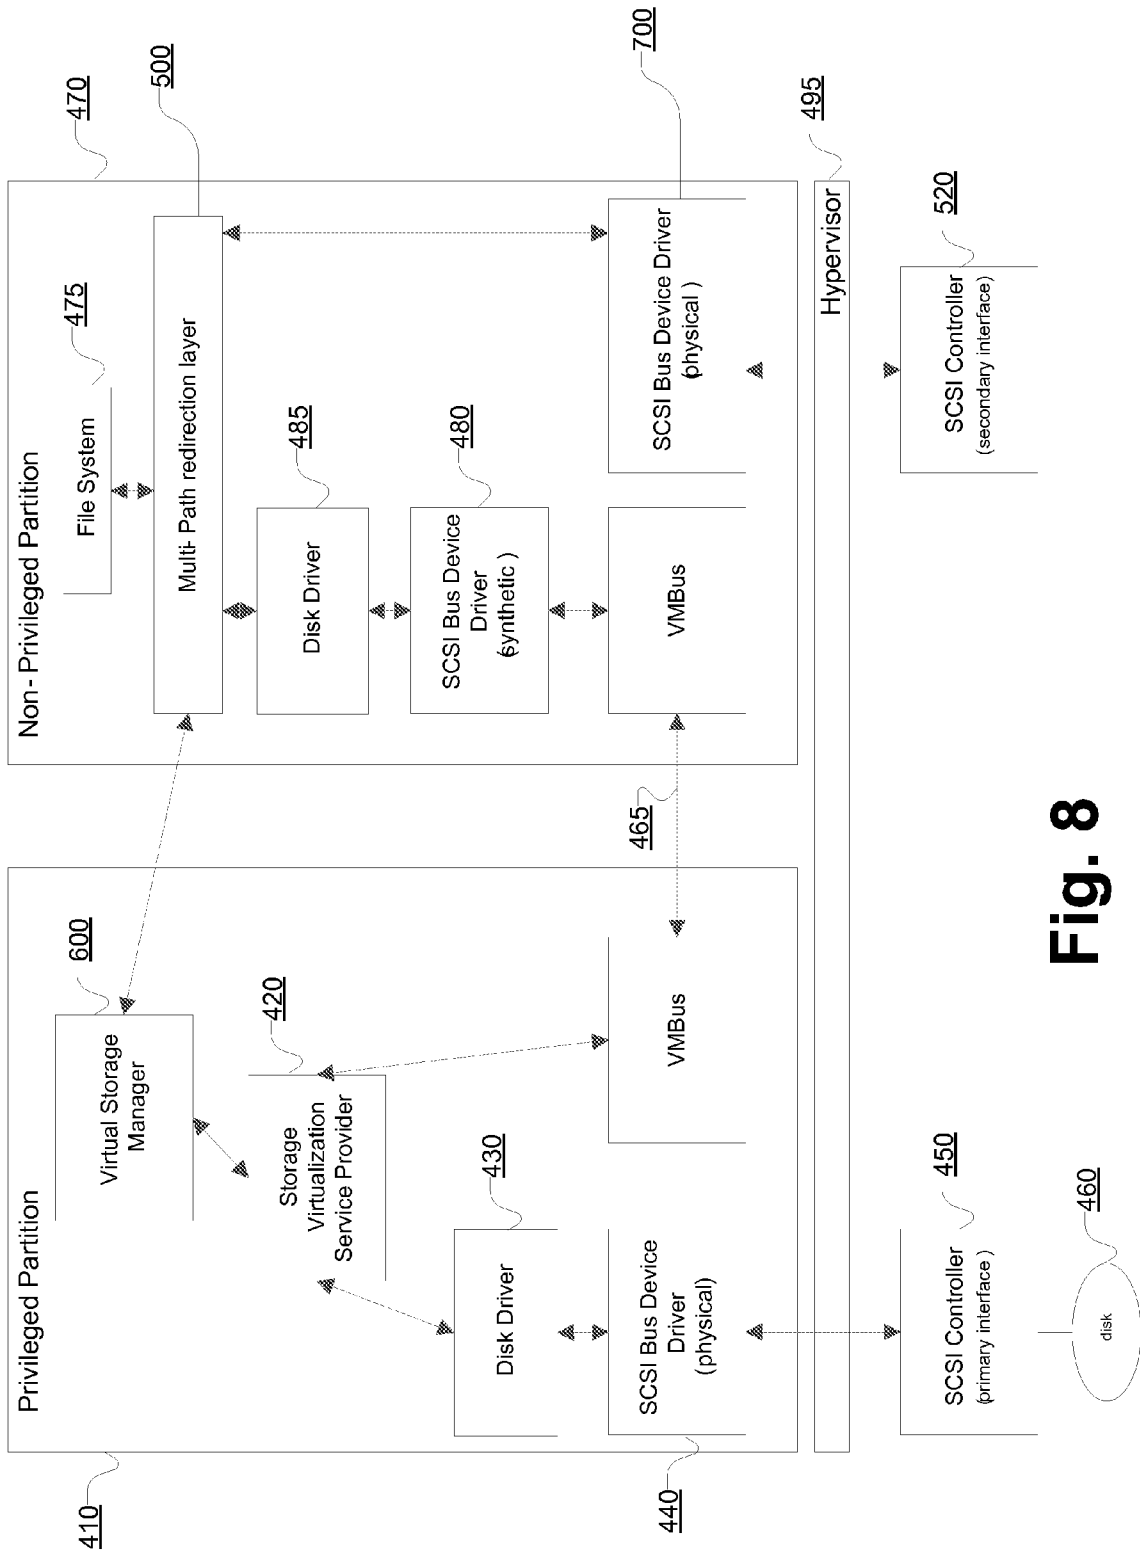 Privileged Partition
410
Virtual Storage
Manager
600
Storage
Virtualization
Service Provider
420
Disk Driver
430
SCSI Bus Device
Driver
(physical)
440
VMBus
465
Non- Privileged Partition
470
File System
475
Multi- Path redirection layer
500
Disk Driver
485
SCSI Bus Device
Driver
(synthetic )
480
VMBus
SCSI Bus Device Driver
(physical )
700
Hypervisor
495
SCSI Controller
(primary interface )
450
disk
460
SCSI Controller
(secondary interface)
520
Fig. 8